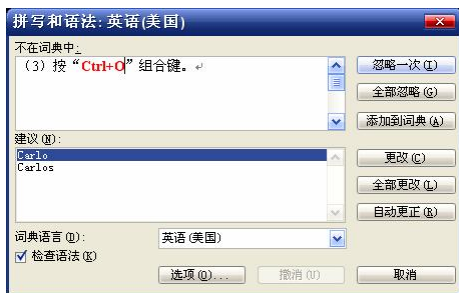 拼写和语法: 英语(美国)
不在词典中:
（3）按“Ctrl+O”组合键。↵
忽略一次(I)
全部忽略(G)
添加到词典(A)
建议(N):
Carlo
Carlos
更改(C)
全部更改(L)
自动更正(R)
词典语言(D):
英语(美国)
检查语法(K)
选项(O)...
撤消(U)
取消